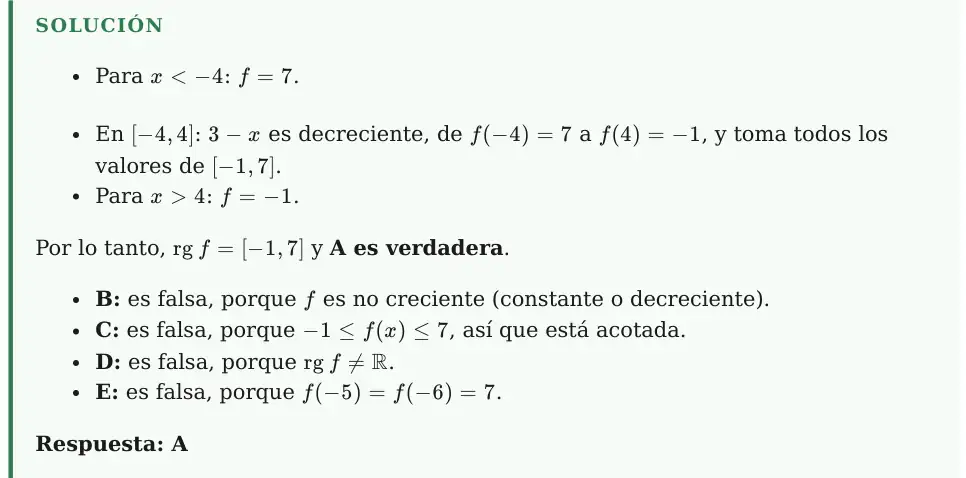 SOLUCIÓN
• Para x < −4: f = 7.
• En [−4, 4]: 3 − x es decreciente, de f(−4) = 7 a f(4) = −1, y toma todos los
valores de [−1, 7].
• Para x > 4: f = −1.
Por lo tanto, rg f = [−1, 7] y A es verdadera.
• B: es falsa, porque f es no creciente (constante o decreciente).
• C: es falsa, porque −1 ≤ f(x) ≤ 7, así que está acotada.
• D: es falsa, porque rg f ≠ ℝ.
• E: es falsa, porque f(−5) = f(−6) = 7.
Respuesta: A